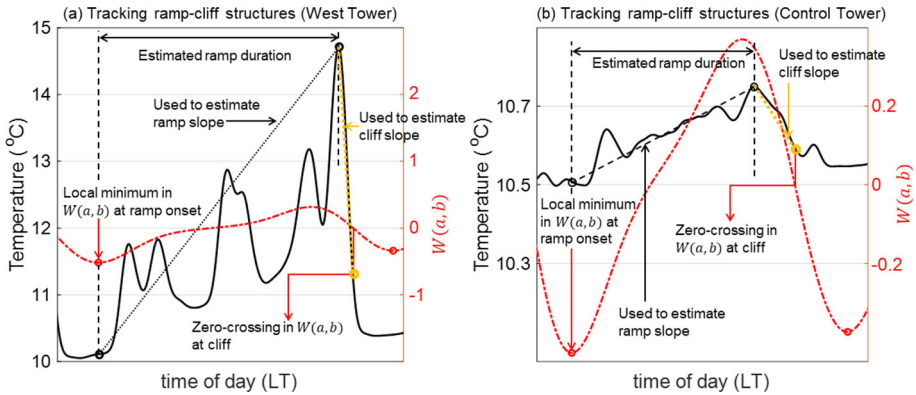 (a) Tracking ramp-cliff structures (West Tower)
15
14
13
12
11
10
Temperature (°C)
Estimated ramp duration
Used to estimate
ramp slope
Used to estimate
cliff slope
Local minimum in
W(a, b) at ramp onset
Zero-crossing in W(a, b)
at cliff
2
1
0
-1
W(a, b)
time of day (LT)
(b) Tracking ramp-cliff structures (Control Tower)
10.7
10.5
10.3
Temperature (°C)
Estimated ramp duration
Used to estimate
cliff slope
Local minimum
in W(a, b) at
ramp onset
Zero-crossing in
W(a, b) at cliff
Used to estimate
ramp slope
0.2
0
-0.2
W(a, b)
time of day (LT)